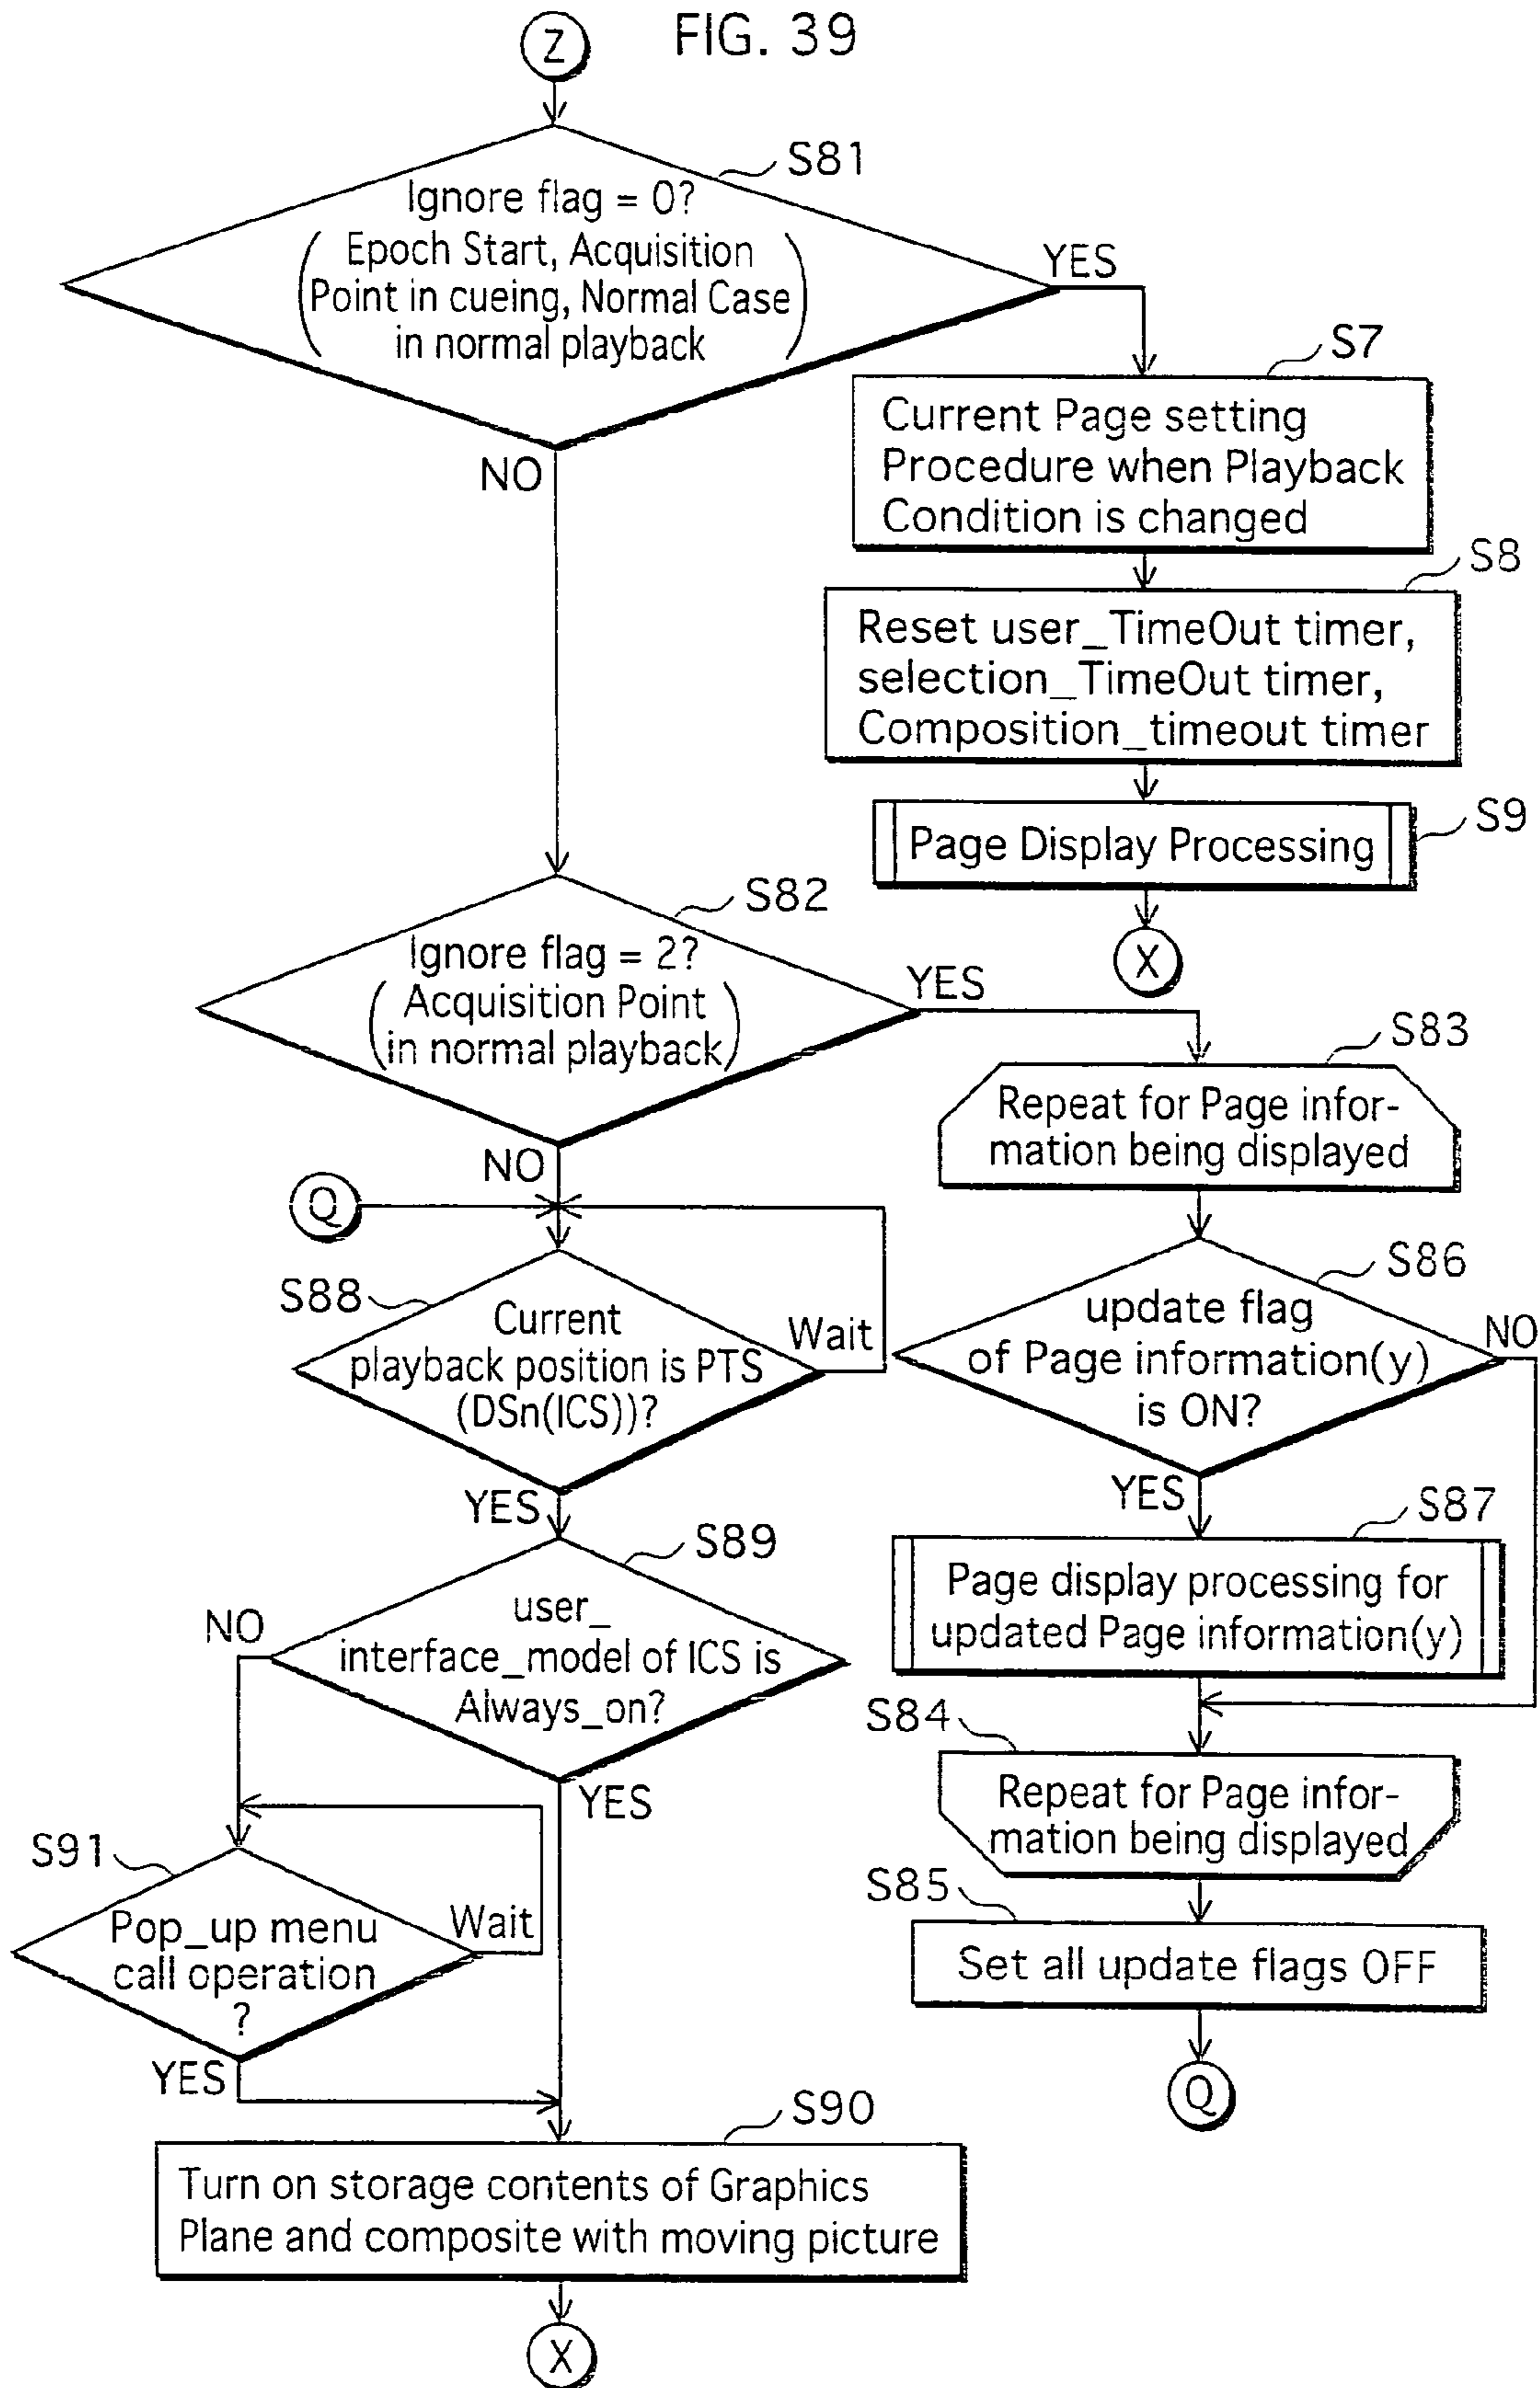 FIG. 39
Z
S81
Ignore flag = 0?
Epoch Start, Acquisition
Point in cueing, Normal Case
in normal playback
YES
NO
S7
Current Page setting
Procedure when Playback
Condition is changed
S8
Reset user_TimeOut timer,
selection_TimeOut timer,
Composition_timeout timer
S9
Page Display Processing
X
S82
Ignore flag = 2?
(Acquisition Point
in normal playback)
YES
NO
S83
Repeat for Page infor-
mation being displayed
Q
S88
Current
playback position is PTS
(DSn(ICS))?
Wait
YES
S86
update flag
of Page information(y)
is ON?
NO
YES
S87
Page display processing for
updated Page information(y)
S89
user_
interface_model of ICS is
Always_on?
NO
YES
S84
Repeat for Page infor-
mation being displayed
S91
Pop_up menu
call operation
?
Wait
YES
S85
Set all update flags OFF
Q
S90
Turn on storage contents of Graphics
Plane and composite with moving picture
X